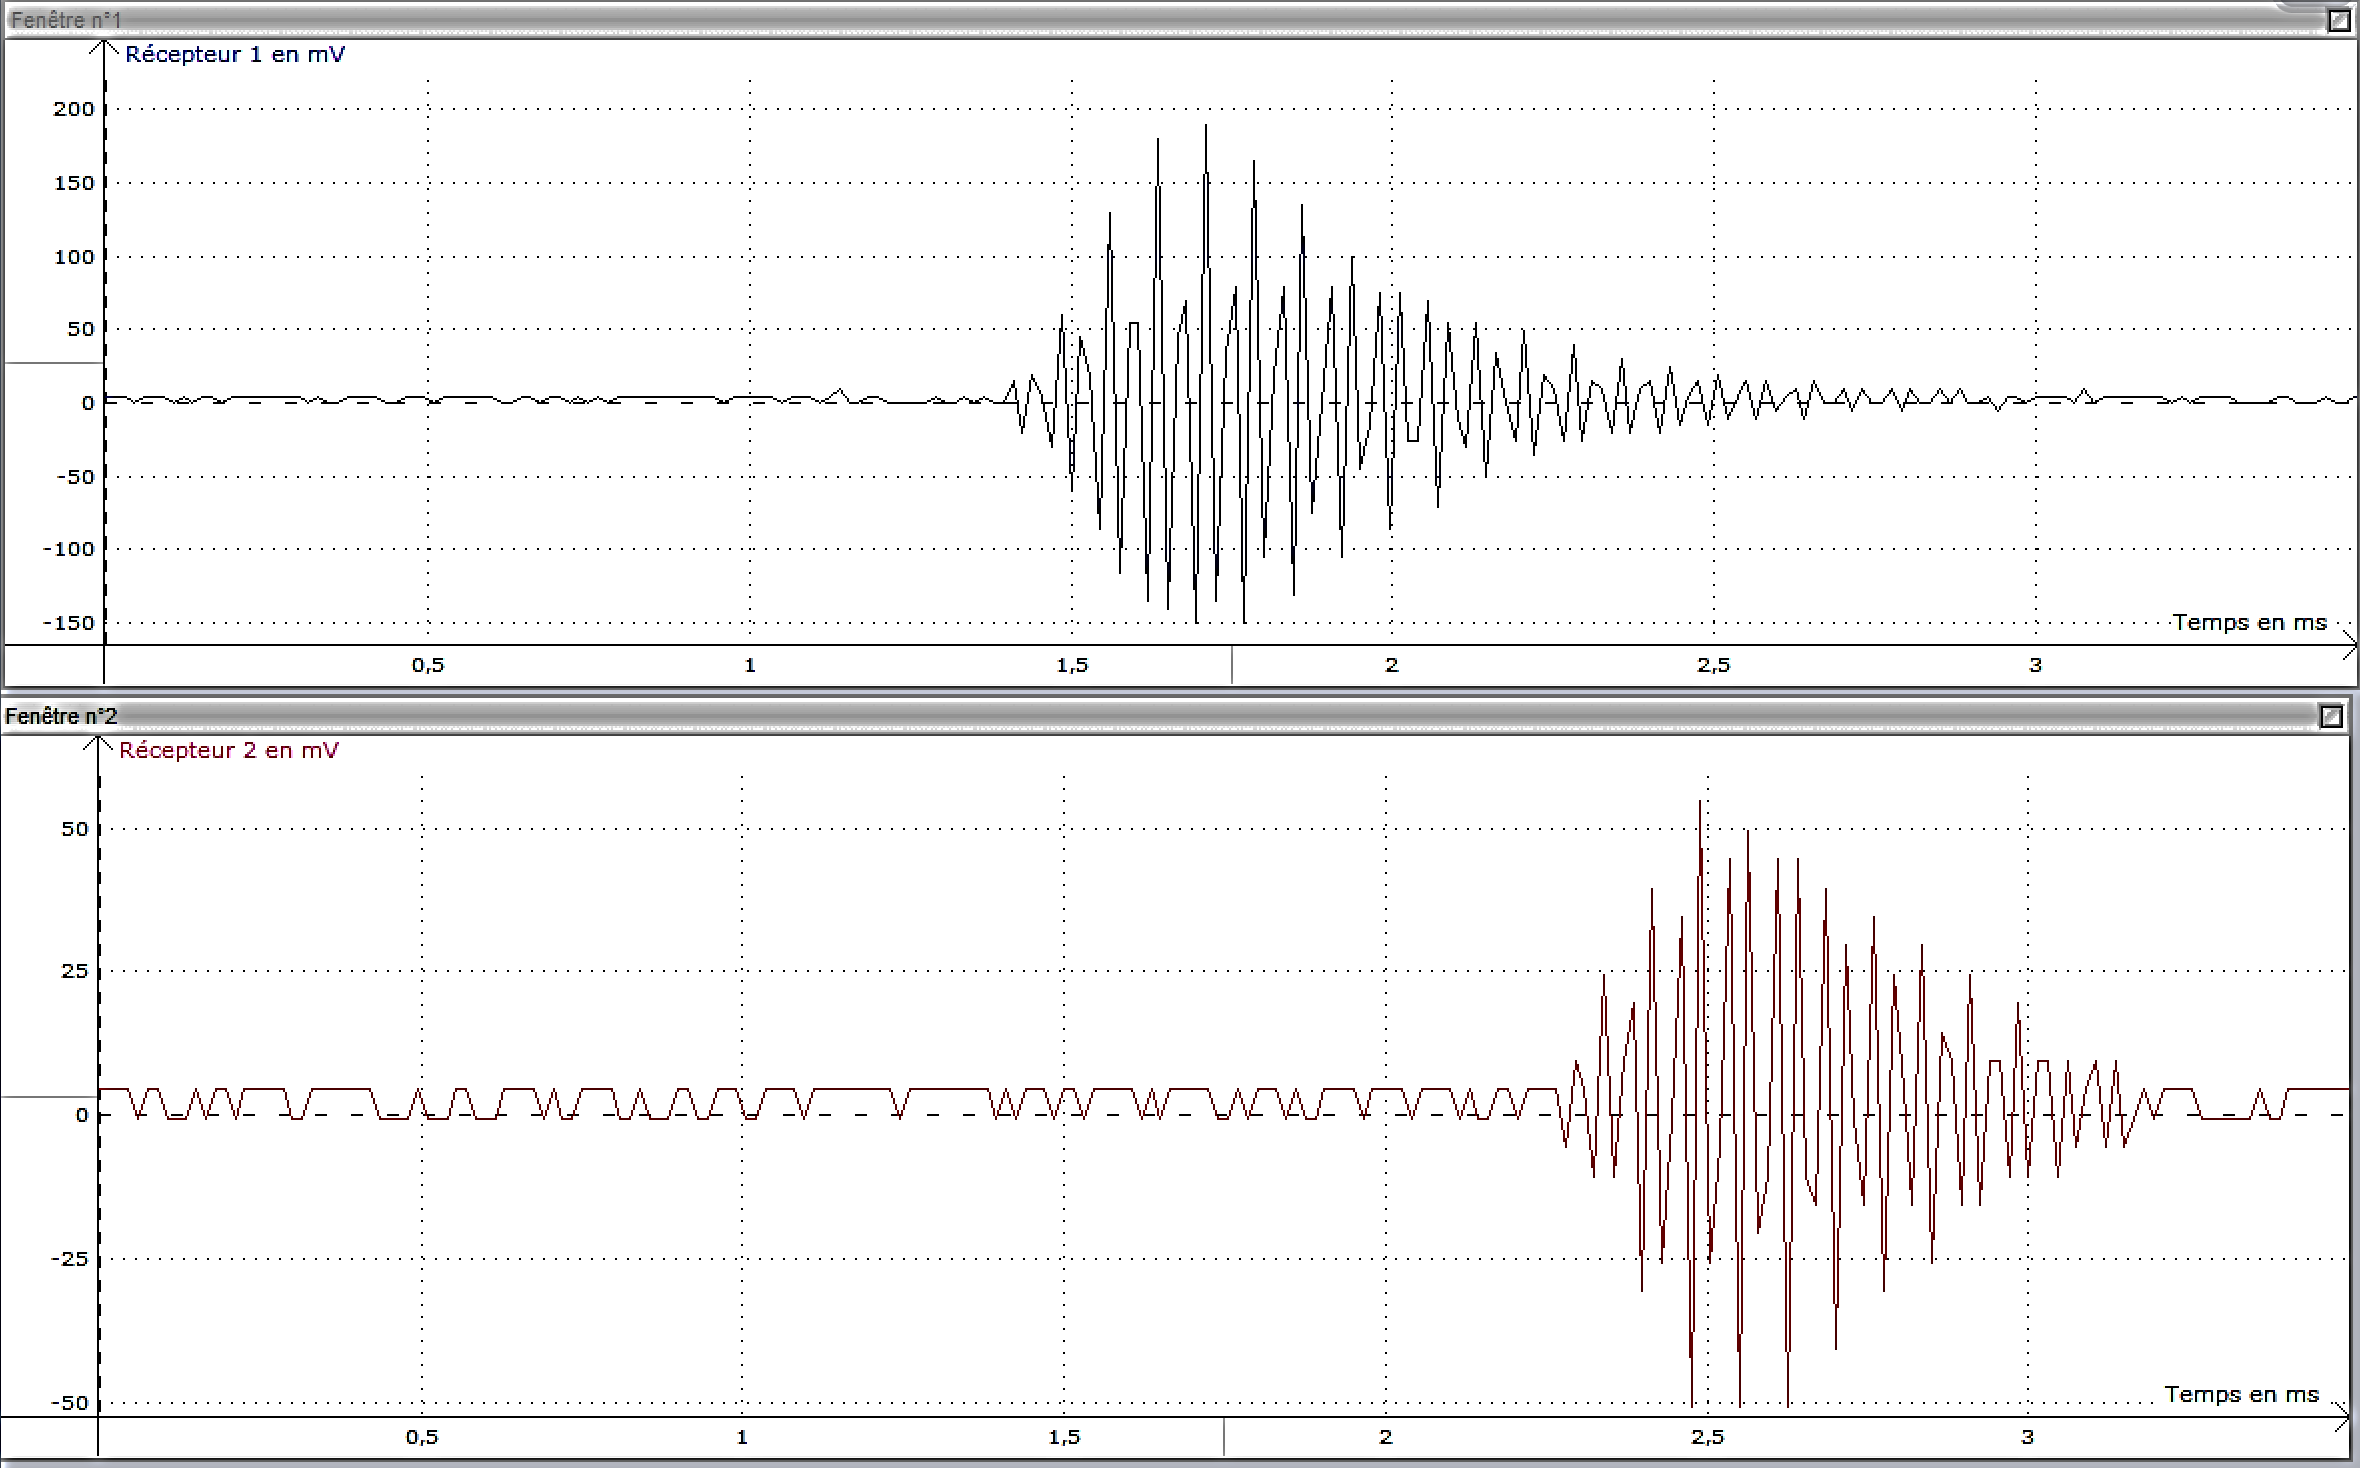 Fenêtre n°1
Récepteur 1 en mV
200
150
100
50
0
-50
-100
-150
Temps en ms
0,5 1 1,5 2 2,5 3
Fenêtre n°2
Récepteur 2 en mV
50
25
0
-25
-50
Temps en ms
0,5 1 1,5 2 2,5 3